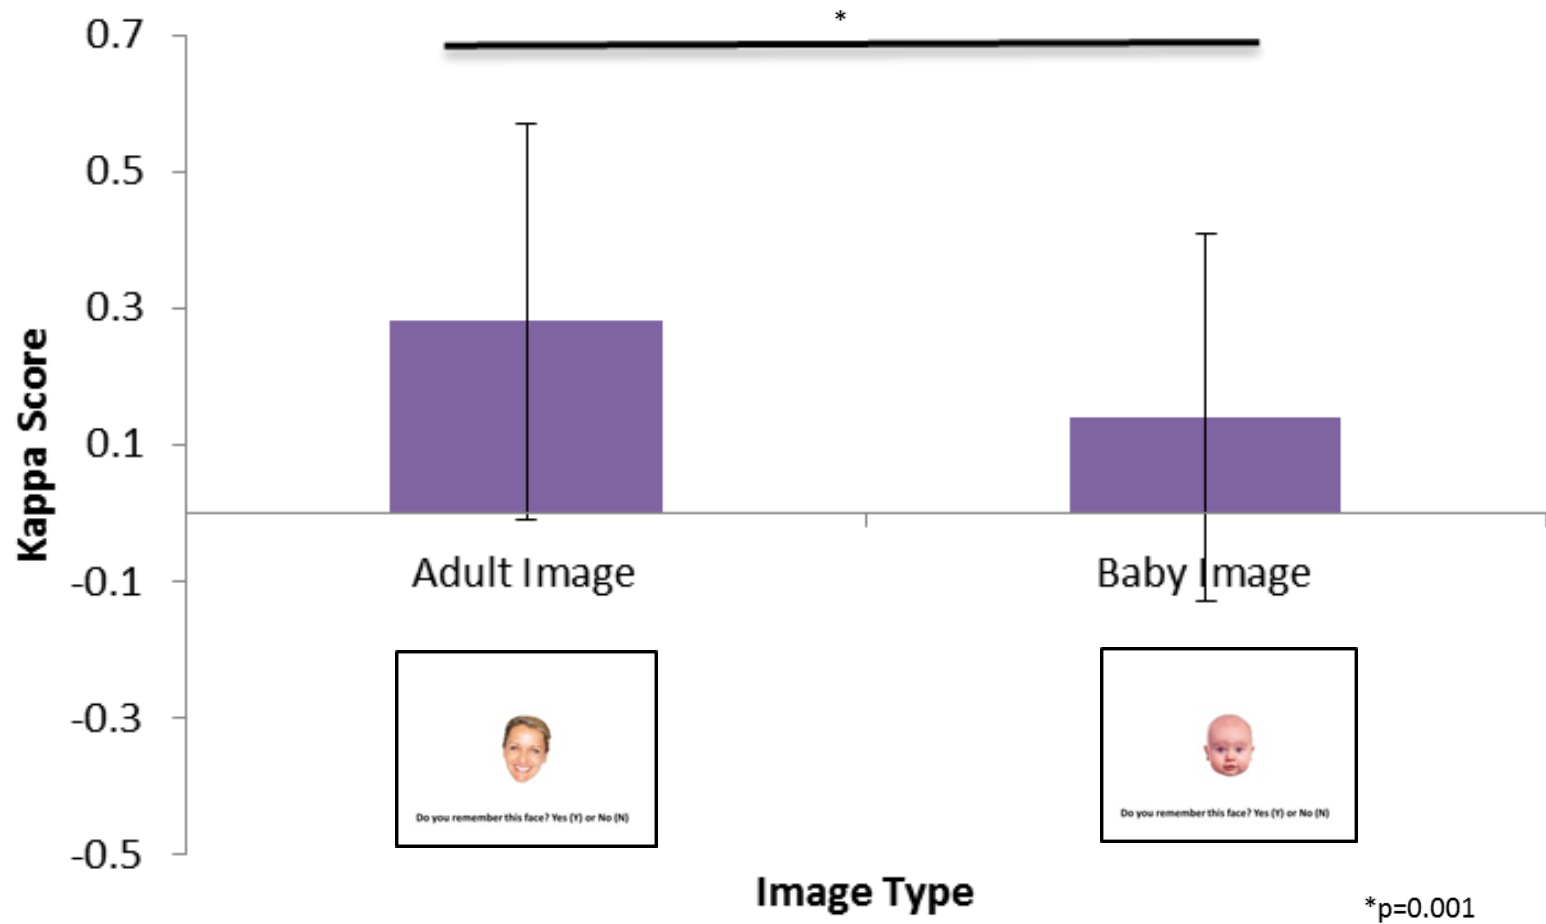 *
0.7
0.5
0.3
0.1
-0.1
-0.3
-0.5
Kappa Score
Adult Image
Baby Image
Do you remember this face? Yes (Y) or No (N)
Do you remember this face? Yes (Y) or No (N)
Image Type
*p=0.001